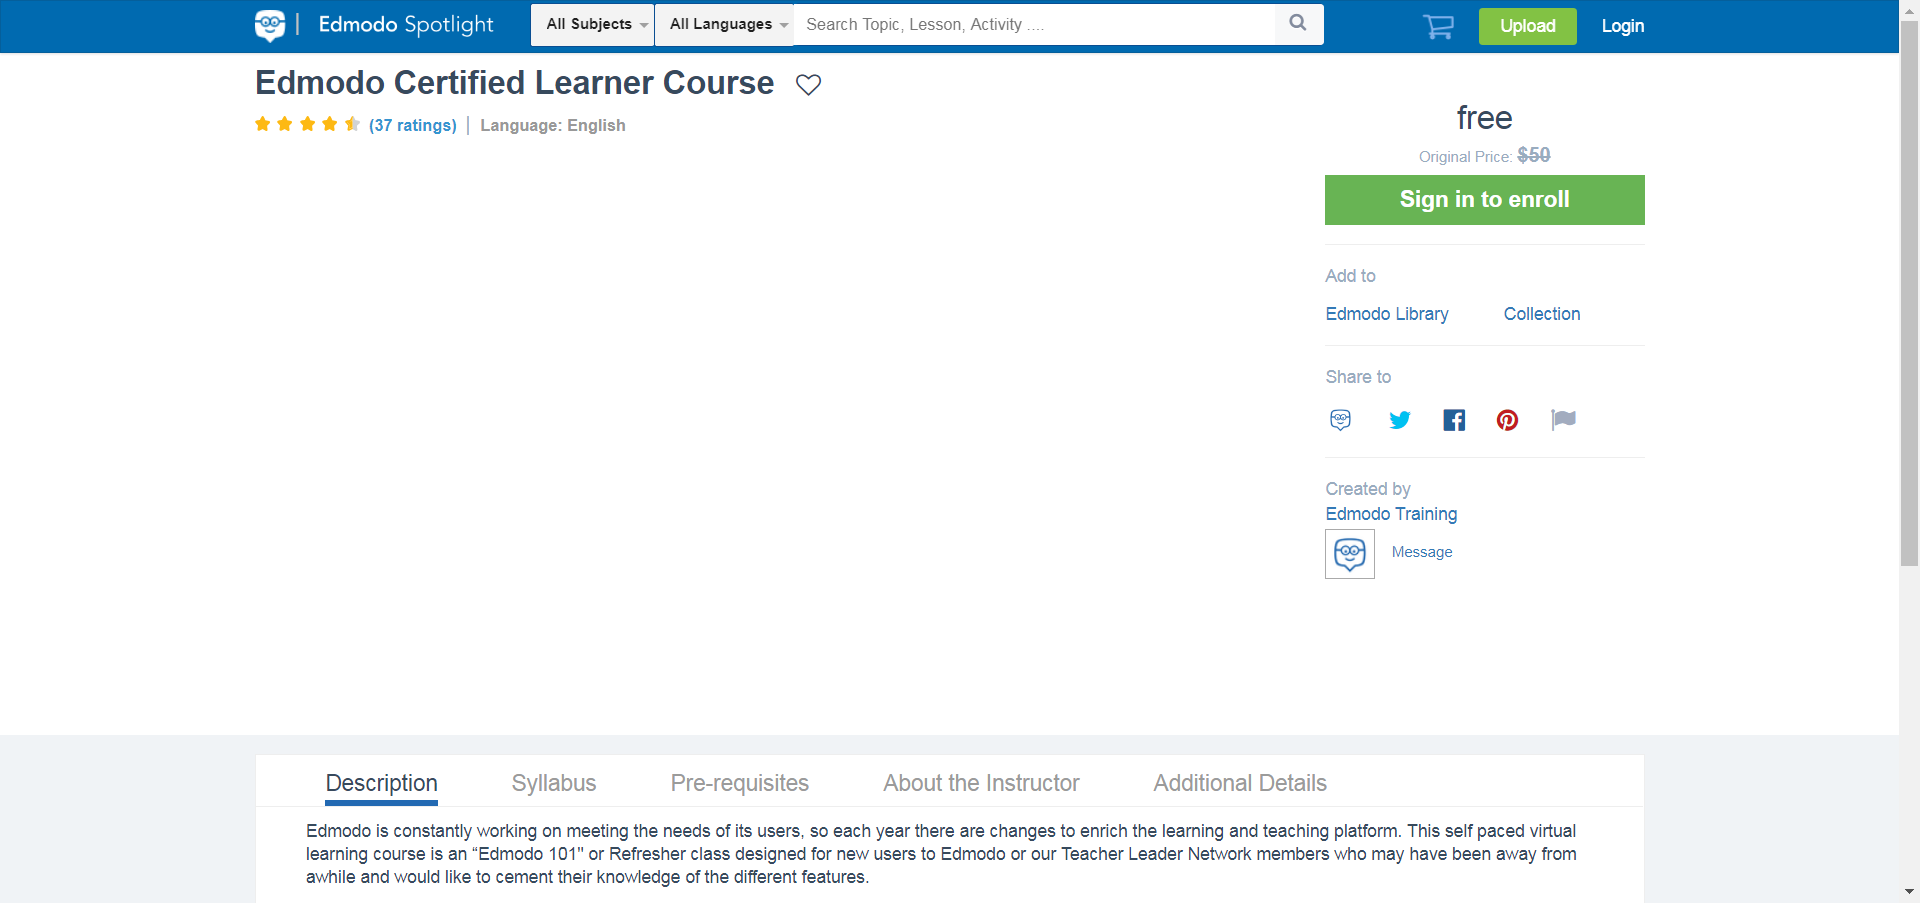 Edmodo Spotlight
All Subjects
All Languages
Search Topic, Lesson, Activity ....
Upload
Login
Edmodo Certified Learner Course
(37 ratings)
Language: English
free
Original Price: $50
Sign in to enroll
Add to
Edmodo Library
Collection
Share to
Created by
Edmodo Training
Message
Description
Syllabus
Pre-requisites
About the Instructor
Additional Details
Edmodo is constantly working on meeting the needs of its users, so each year there are changes to enrich the learning and teaching platform. This self paced virtual
learning course is an “Edmodo 101" or Refresher class designed for new users to Edmodo or our Teacher Leader Network members who may have been away from
awhile and would like to cement their knowledge of the different features.